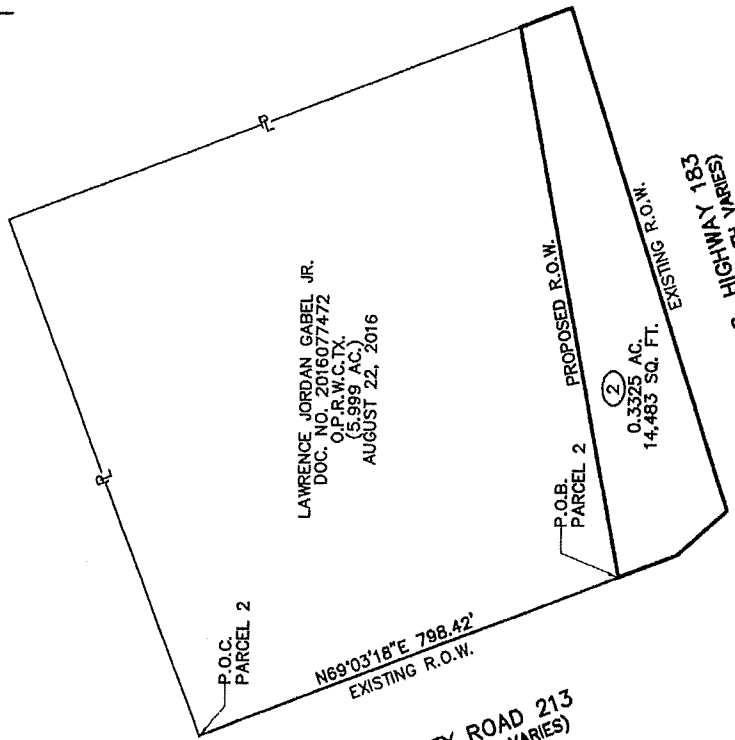 LAWRENCE JORDAN GABEL JR.
DOC. NO. 2016077472
O.P.R.W.C.TX.
(5.999 AC.)
AUGUST 22, 2016
P.O.C.
PARCEL 2
N69°03'18"E 798.42'
EXISTING R.O.W.
ROAD 213
VARIES)
P.O.B.
PARCEL 2
PROPOSED R.O.W.
2
0.3325 AC.
14,483 SQ. FT.
EXISTING R.O.W.
HIGHWAY 183
VARIES)
PL
PL